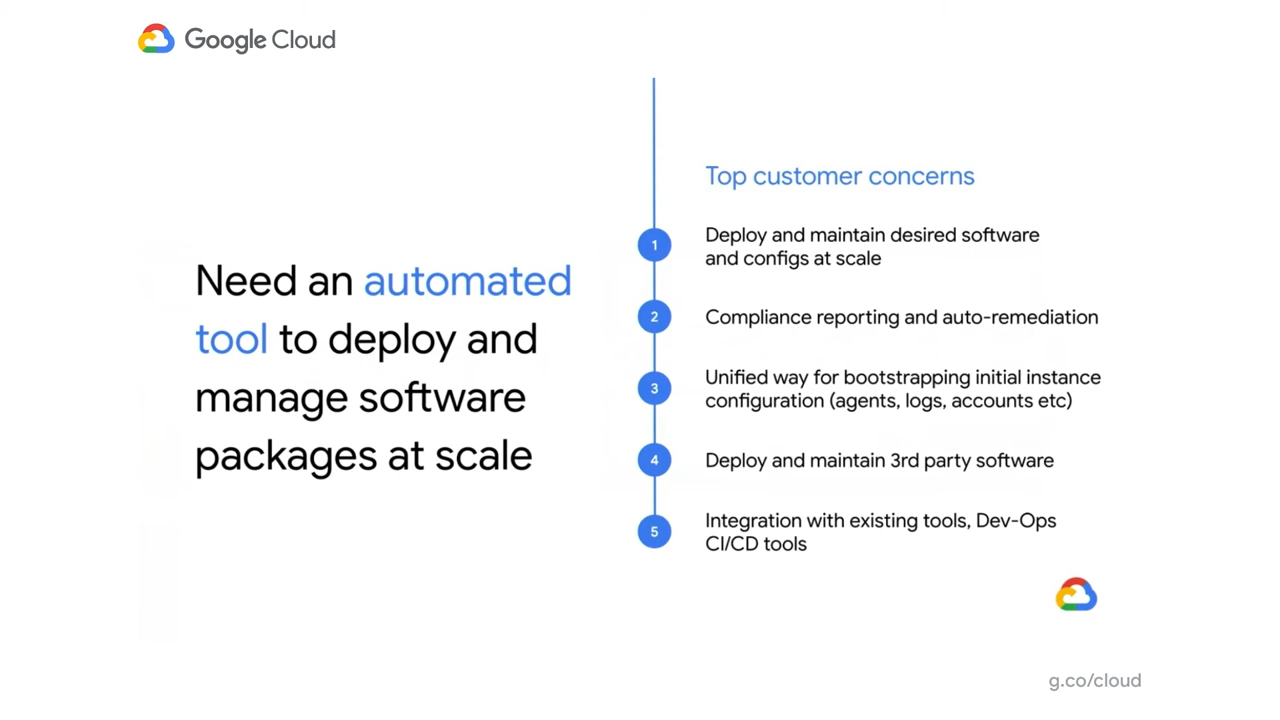 Google Cloud
Need an automated
tool to deploy and
manage software
packages at scale
Top customer concerns
1
Deploy and maintain desired software
and configs at scale
2
Compliance reporting and auto-remediation
3
Unified way for bootstrapping initial instance
configuration (agents, logs, accounts etc)
4
Deploy and maintain 3rd party software
5
Integration with existing tools, Dev-Ops
CI/CD tools
g.co/cloud